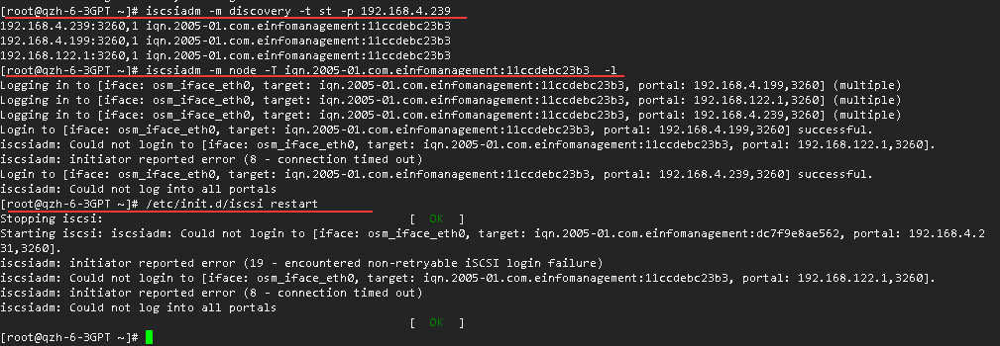 [root@qzh-6-3GPT ~]# iscsiadm -m discovery -t st -p 192.168.4.239
192.168.4.239:3260,1 iqn.2005-01.com.einfomanagement:11ccdebc23b3
192.168.4.199:3260,1 iqn.2005-01.com.einfomanagement:11ccdebc23b3
192.168.122.1:3260,1 iqn.2005-01.com.einfomanagement:11ccdebc23b3
[root@qzh-6-3GPT ~]# iscsiadm -m node -T iqn.2005-01.com.einfomanagement:11ccdebc23b3  -l
Logging in to [iface: osm_iface_eth0, target: iqn.2005-01.com.einfomanagement:11ccdebc23b3, portal: 192.168.4.199,3260] (multiple)
Logging in to [iface: osm_iface_eth0, target: iqn.2005-01.com.einfomanagement:11ccdebc23b3, portal: 192.168.122.1,3260] (multiple)
Logging in to [iface: osm_iface_eth0, target: iqn.2005-01.com.einfomanagement:11ccdebc23b3, portal: 192.168.4.239,3260] (multiple)
Login to [iface: osm_iface_eth0, target: iqn.2005-01.com.einfomanagement:11ccdebc23b3, portal: 192.168.4.199,3260] successful.
iscsiadm: Could not login to [iface: osm_iface_eth0, target: iqn.2005-01.com.einfomanagement:11ccdebc23b3, portal: 192.168.122.1,3260].
iscsiadm: initiator reported error (8 - connection timed out)
Login to [iface: osm_iface_eth0, target: iqn.2005-01.com.einfomanagement:11ccdebc23b3, portal: 192.168.4.239,3260] successful.
iscsiadm: Could not log into all portals
[root@qzh-6-3GPT ~]# /etc/init.d/iscsi restart
Stopping iscsi: [  OK  ]
Starting iscsi: iscsiadm: Could not login to [iface: osm_iface_eth0, target: iqn.2005-01.com.einfomanagement:dc7f9e8ae562, portal: 192.168.4.2
31,3260].
iscsiadm: initiator reported error (19 - encountered non-retryable iSCSI login failure)
iscsiadm: Could not login to [iface: osm_iface_eth0, target: iqn.2005-01.com.einfomanagement:11ccdebc23b3, portal: 192.168.122.1,3260].
iscsiadm: initiator reported error (8 - connection timed out)
iscsiadm: Could not log into all portals
[  OK  ]
[root@qzh-6-3GPT ~]#